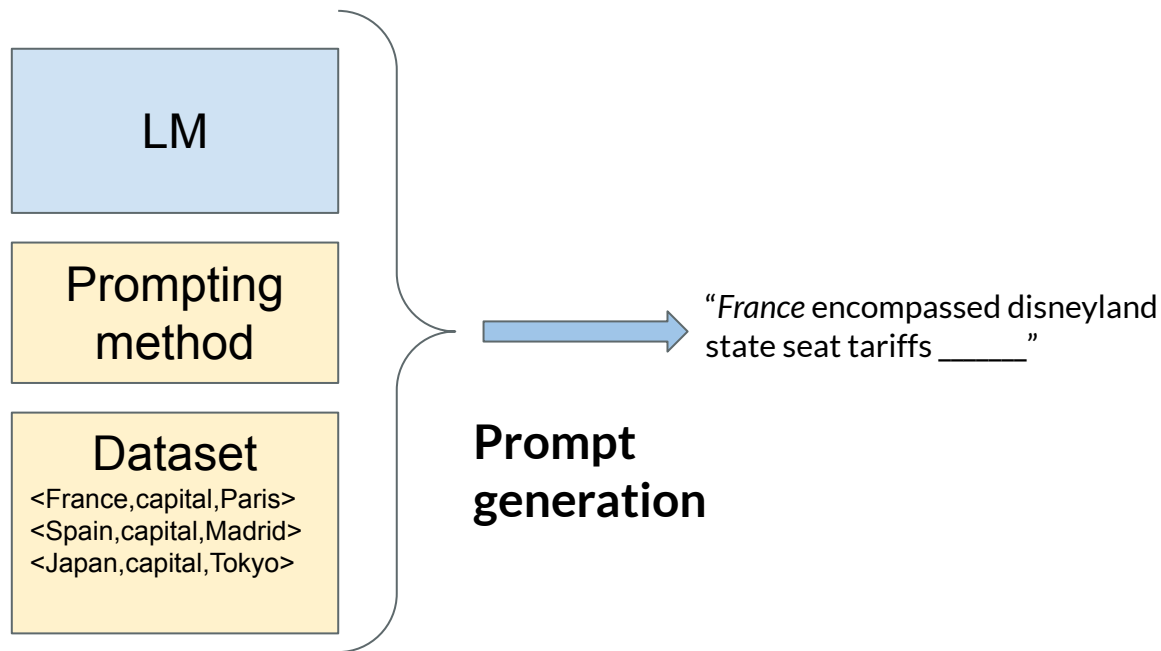 LM
Prompting
method
Dataset
<France,capital,Paris>
<Spain,capital,Madrid>
<Japan,capital,Tokyo>
“France encompassed disneyland
state seat tariffs _______”
Prompt
generation